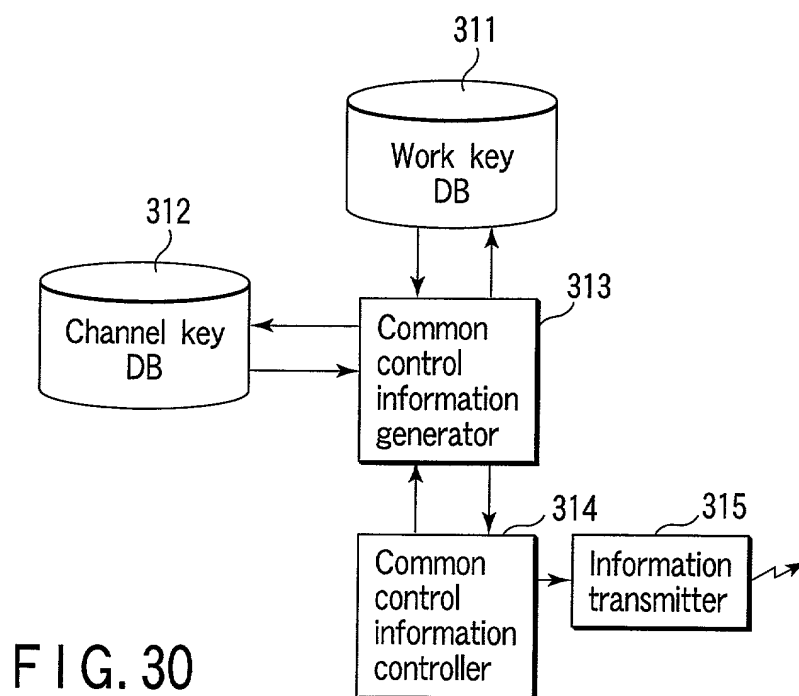 311
Work key
DB
312
Channel key
DB
313
Common
control
information
generator
314
Common
control
information
controller
315
Information
transmitter
FIG. 30